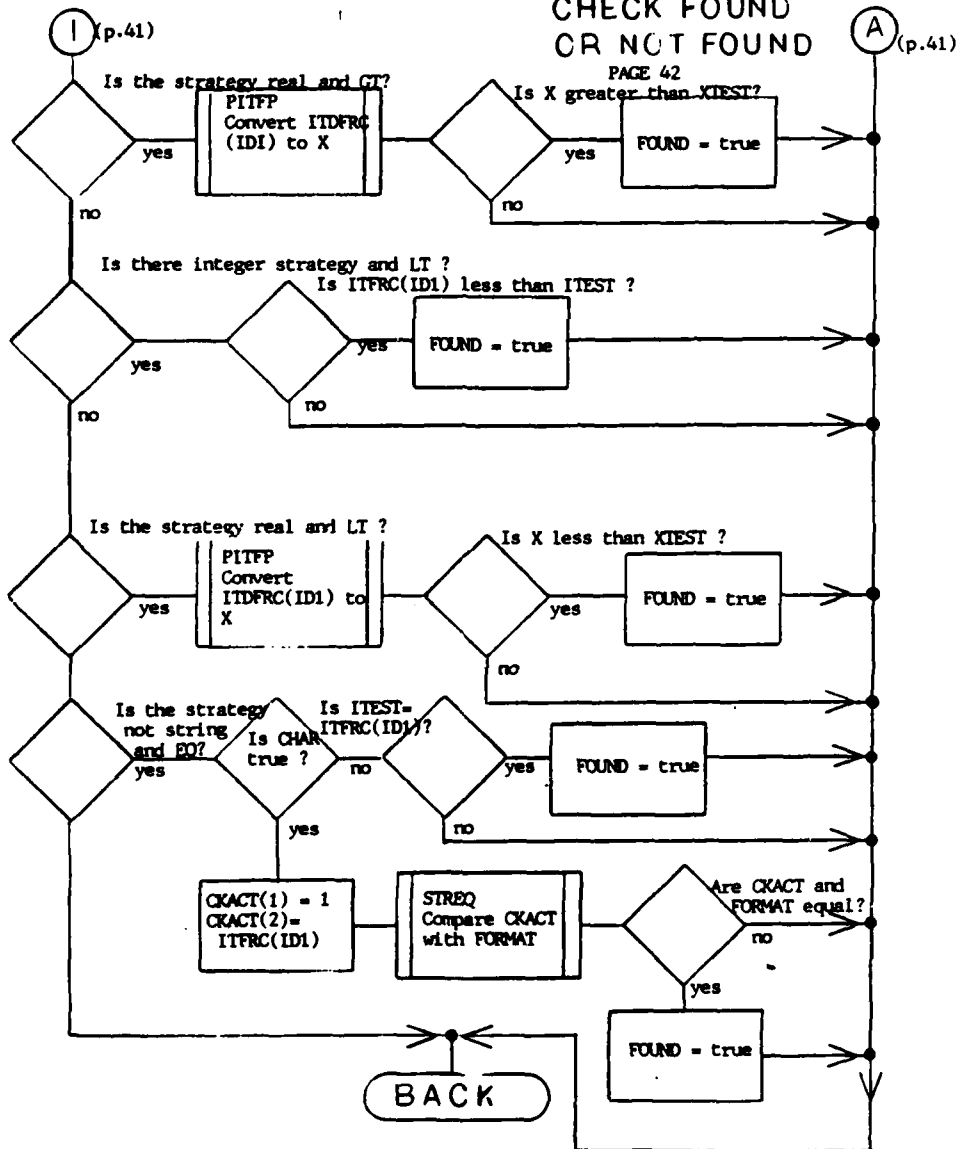 I (p.41)
CHECK FOUND
OR NOT FOUND
PAGE 42
A (p.41)
Is the strategy real and GT?
yes
no
PITFP
Convert ITDFRC
(IDI) to X
Is X greater than XTEST?
yes
no
FOUND = true
Is there integer strategy and LT ?
yes
no
Is ITFRC(ID1) less than ITEST ?
yes
no
FOUND = true
Is the strategy real and LT ?
yes
PITFP
Convert
ITDFRC(ID1) to
X
Is X less than XTEST ?
yes
no
FOUND = true
Is the strategy
not string
and EQ?
yes
Is CHAR
true ?
no
yes
Is ITEST=
ITFRC(ID1)?
yes
no
FOUND = true
CKACT(1) = 1
CKACT(2)=
ITFRC(ID1)
STREQ
Compare CKACT
with FORMAT
Are CKACT and
FORMAT equal?
no
yes
FOUND = true
BACK